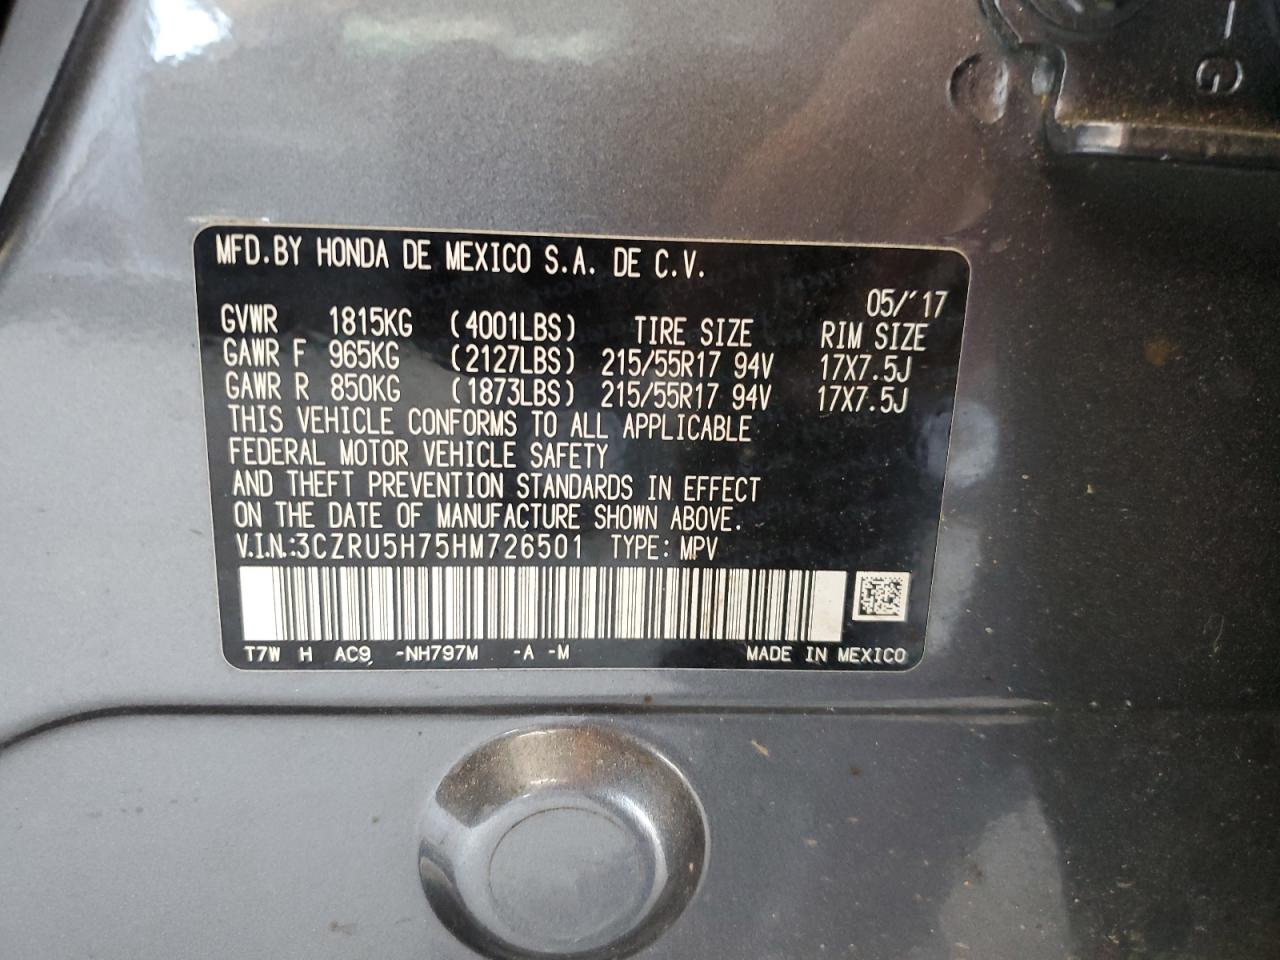 MFD.BY HONDA DE MEXICO S.A. DE C.V.
05/'17
GVWR 1815KG (4001LBS) TIRE SIZE RIM SIZE
GAWR F 965KG (2127LBS) 215/55R17 94V 17X7.5J
GAWR R 850KG (1873LBS) 215/55R17 94V 17X7.5J
THIS VEHICLE CONFORMS TO ALL APPLICABLE
FEDERAL MOTOR VEHICLE SAFETY
AND THEFT PREVENTION STANDARDS IN EFFECT
ON THE DATE OF MANUFACTURE SHOWN ABOVE.
V.I.N.:3CZRU5H75HM726501 TYPE: MPV
T7W H AC9 -NH797M -A -M MADE IN MEXICO